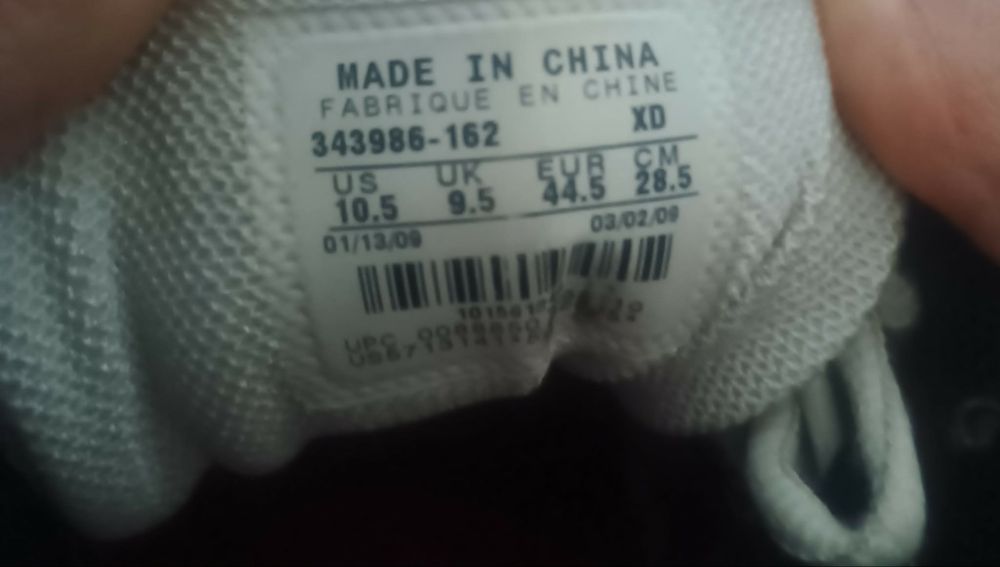 MADE IN CHINA
FABRIQUE EN CHINE
343986-162 XD
US UK EUR CM
10.5 9.5 44.5 28.5
01/13/09 03/02/09
UPC